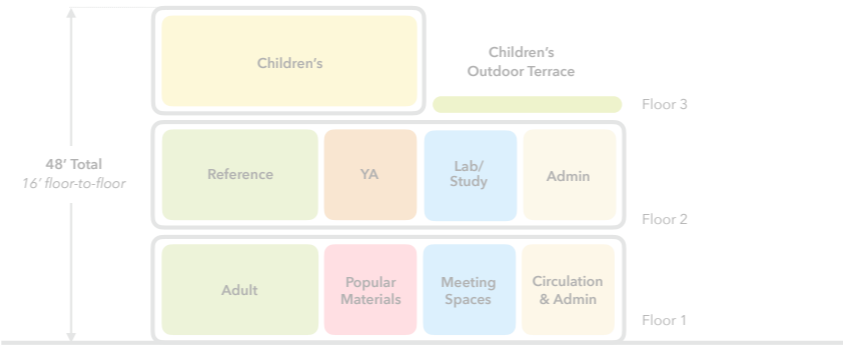 Children's
Children's
Outdoor Terrace
Floor 3
48' Total
16' floor-to-floor
Reference
YA
Lab/
Study
Admin
Floor 2
Adult
Popular
Materials
Meeting
Spaces
Circulation
& Admin
Floor 1